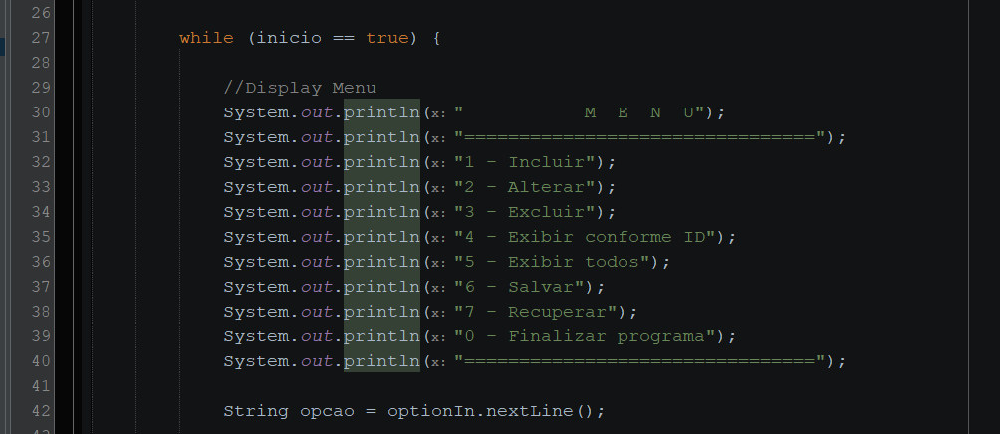 26
27 while (inicio == true) {
28
29 //Display Menu
30 System.out.println(x: "           M  E  N  U");
31 System.out.println(x: "================================");
32 System.out.println(x: "1 - Incluir");
33 System.out.println(x: "2 - Alterar");
34 System.out.println(x: "3 - Excluir");
35 System.out.println(x: "4 - Exibir conforme ID");
36 System.out.println(x: "5 - Exibir todos");
37 System.out.println(x: "6 - Salvar");
38 System.out.println(x: "7 - Recuperar");
39 System.out.println(x: "0 - Finalizar programa");
40 System.out.println(x: "================================");
41
42 String opcao = optionIn.nextLine();